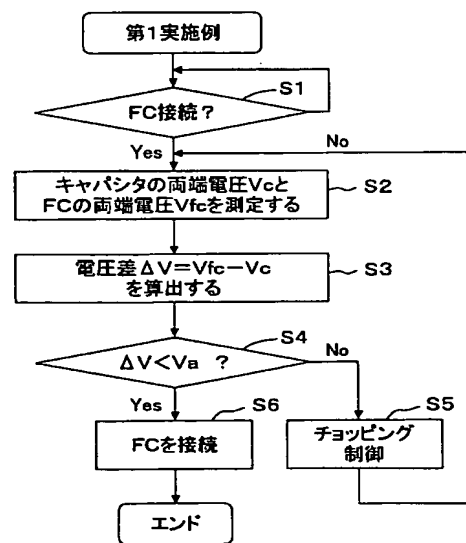 第1実施例
S1
FC接続?
Yes
No
キャパシタの両端電圧Vcと
FCの両端電圧Vfcを測定する
S2
電圧差ΔV=Vfc-Vc
を算出する
S3
S4
ΔV<Va ?
No
Yes
S6
S5
FCを接続
チョッピング
制御
エンド